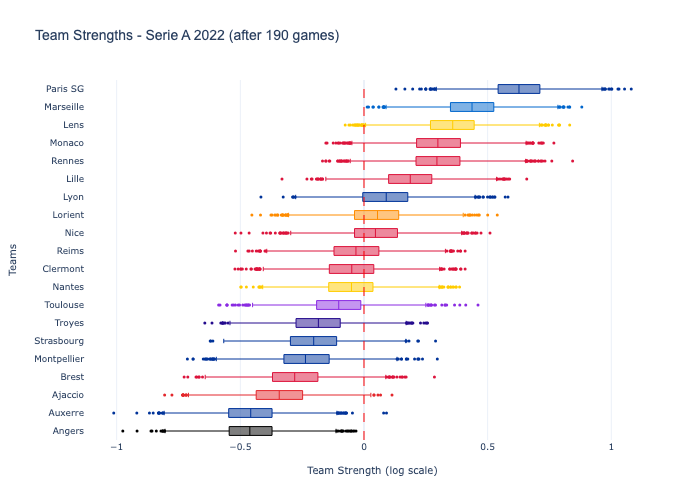 Team Strengths - Serie A 2022 (after 190 games)
Paris SG
Marseille
Lens
Monaco
Rennes
Lille
Lyon
Lorient
Nice
Reims
Clermont
Nantes
Toulouse
Troyes
Strasbourg
Montpellier
Brest
Ajaccio
Auxerre
Angers
Teams
−1 −0.5 0 0.5 1
Team Strength (log scale)